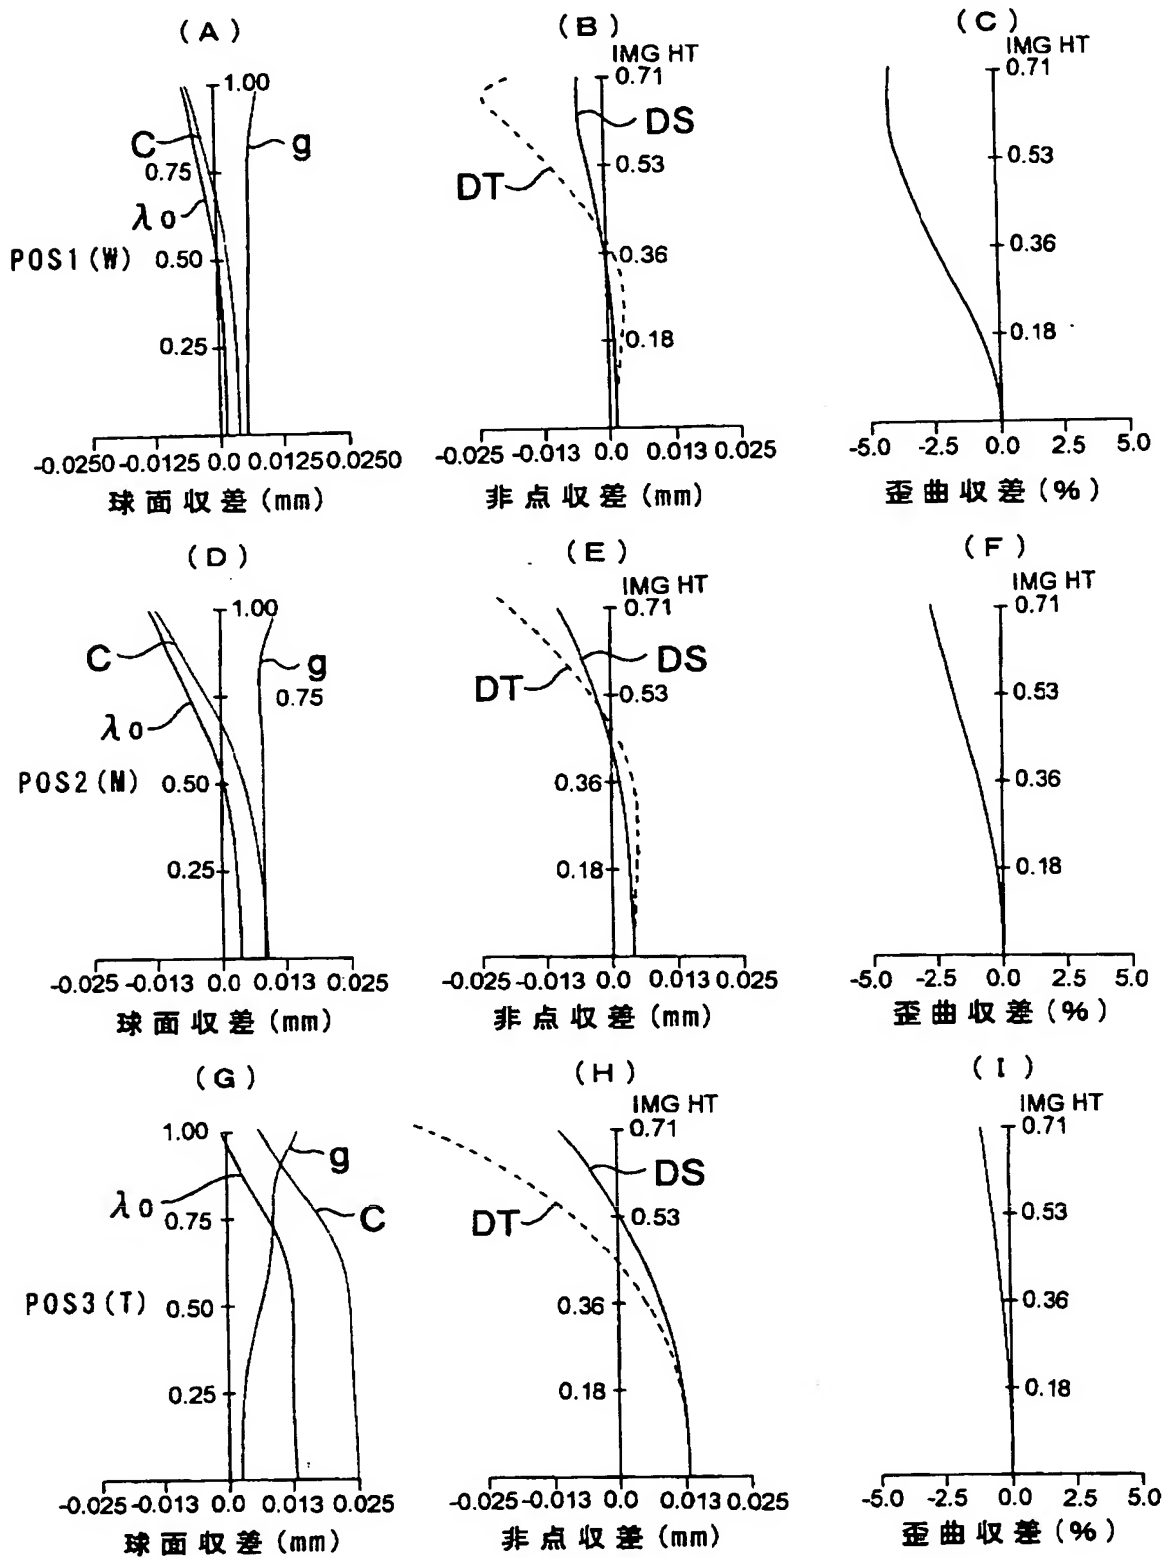 (A) (B) (C)
IMG HT IMG HT
1.00 0.71 0.71
C g DS
0.75 0.53 0.53
λ0 DT
POS1(W) 0.50 0.36 0.36
0.25 0.18 0.18
-0.0250 -0.0125 0.0 0.0125 0.0250 -0.025 -0.013 0.0 0.013 0.025 -5.0 -2.5 0.0 2.5 5.0
球面収差(mm) 非点収差(mm) 歪曲収差(%)
(D) (E) (F)
IMG HT IMG HT
1.00 0.71 0.71
C g DS
DT
0.75 0.53 0.53
λ0
POS2(M) 0.50 0.36 0.36
0.25 0.18 0.18
-0.025 -0.013 0.0 0.013 0.025 -0.025 -0.013 0.0 0.013 0.025 -5.0 -2.5 0.0 2.5 5.0
球面収差(mm) 非点収差(mm) 歪曲収差(%)
(G) (H) (I)
IMG HT IMG HT
1.00 0.71 0.71
g DS
λ0
0.75 C DT 0.53 0.53
POS3(T) 0.50 0.36 0.36
0.25 0.18 0.18
-0.025 -0.013 0.0 0.013 0.025 -0.025 -0.013 0.0 0.013 0.025 -5.0 -2.5 0.0 2.5 5.0
球面収差(mm) 非点収差(mm) 歪曲収差(%)